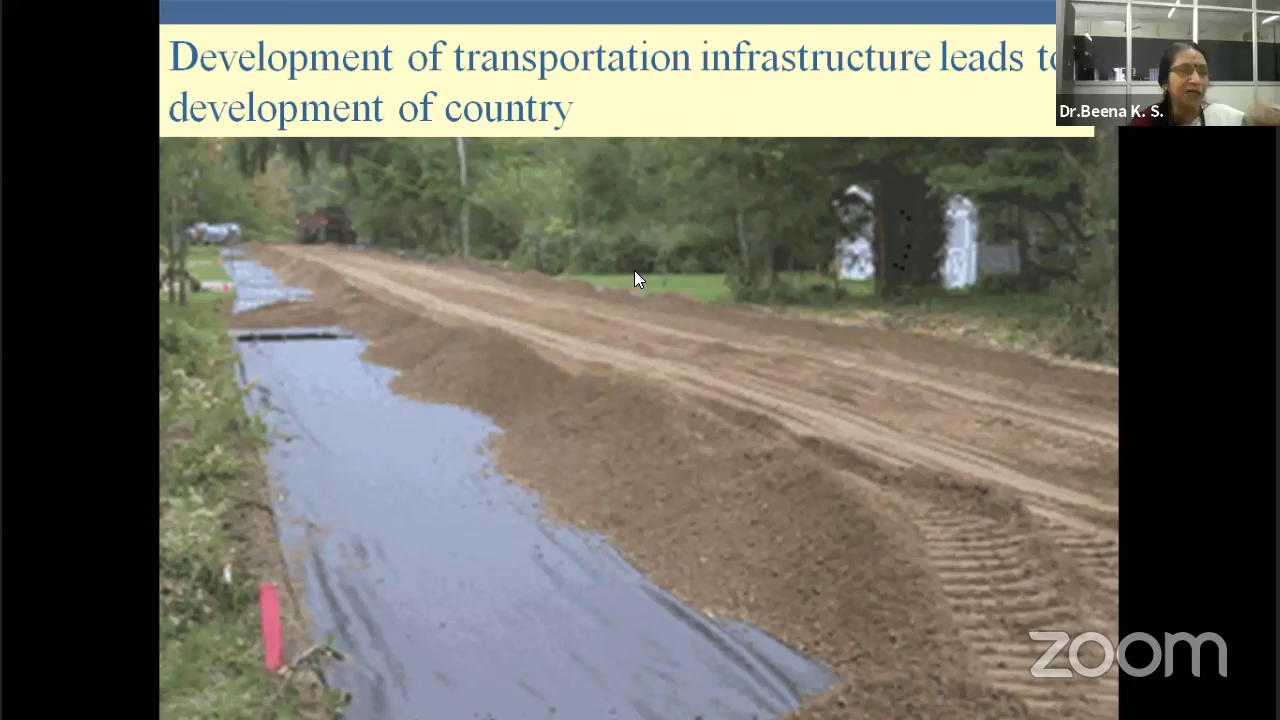 Development of transportation infrastructure leads to
development of country
Dr.Beena K. S.
zoom